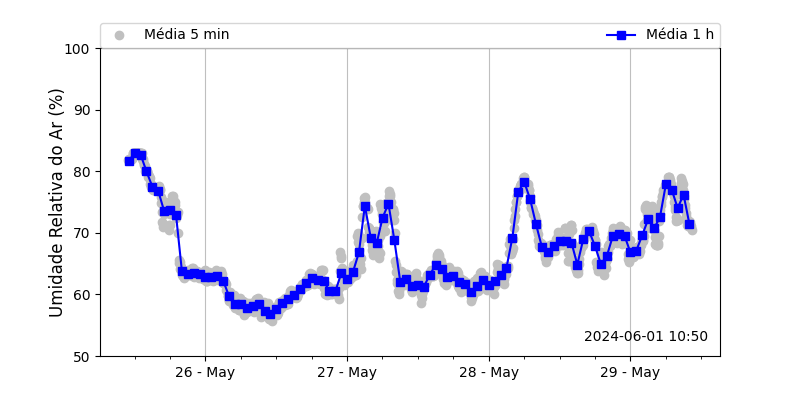 Média 5 min
Média 1 h
Umidade Relativa do Ar (%)
100
90
80
70
60
50
2024-06-01 10:50
26 - May
27 - May
28 - May
29 - May